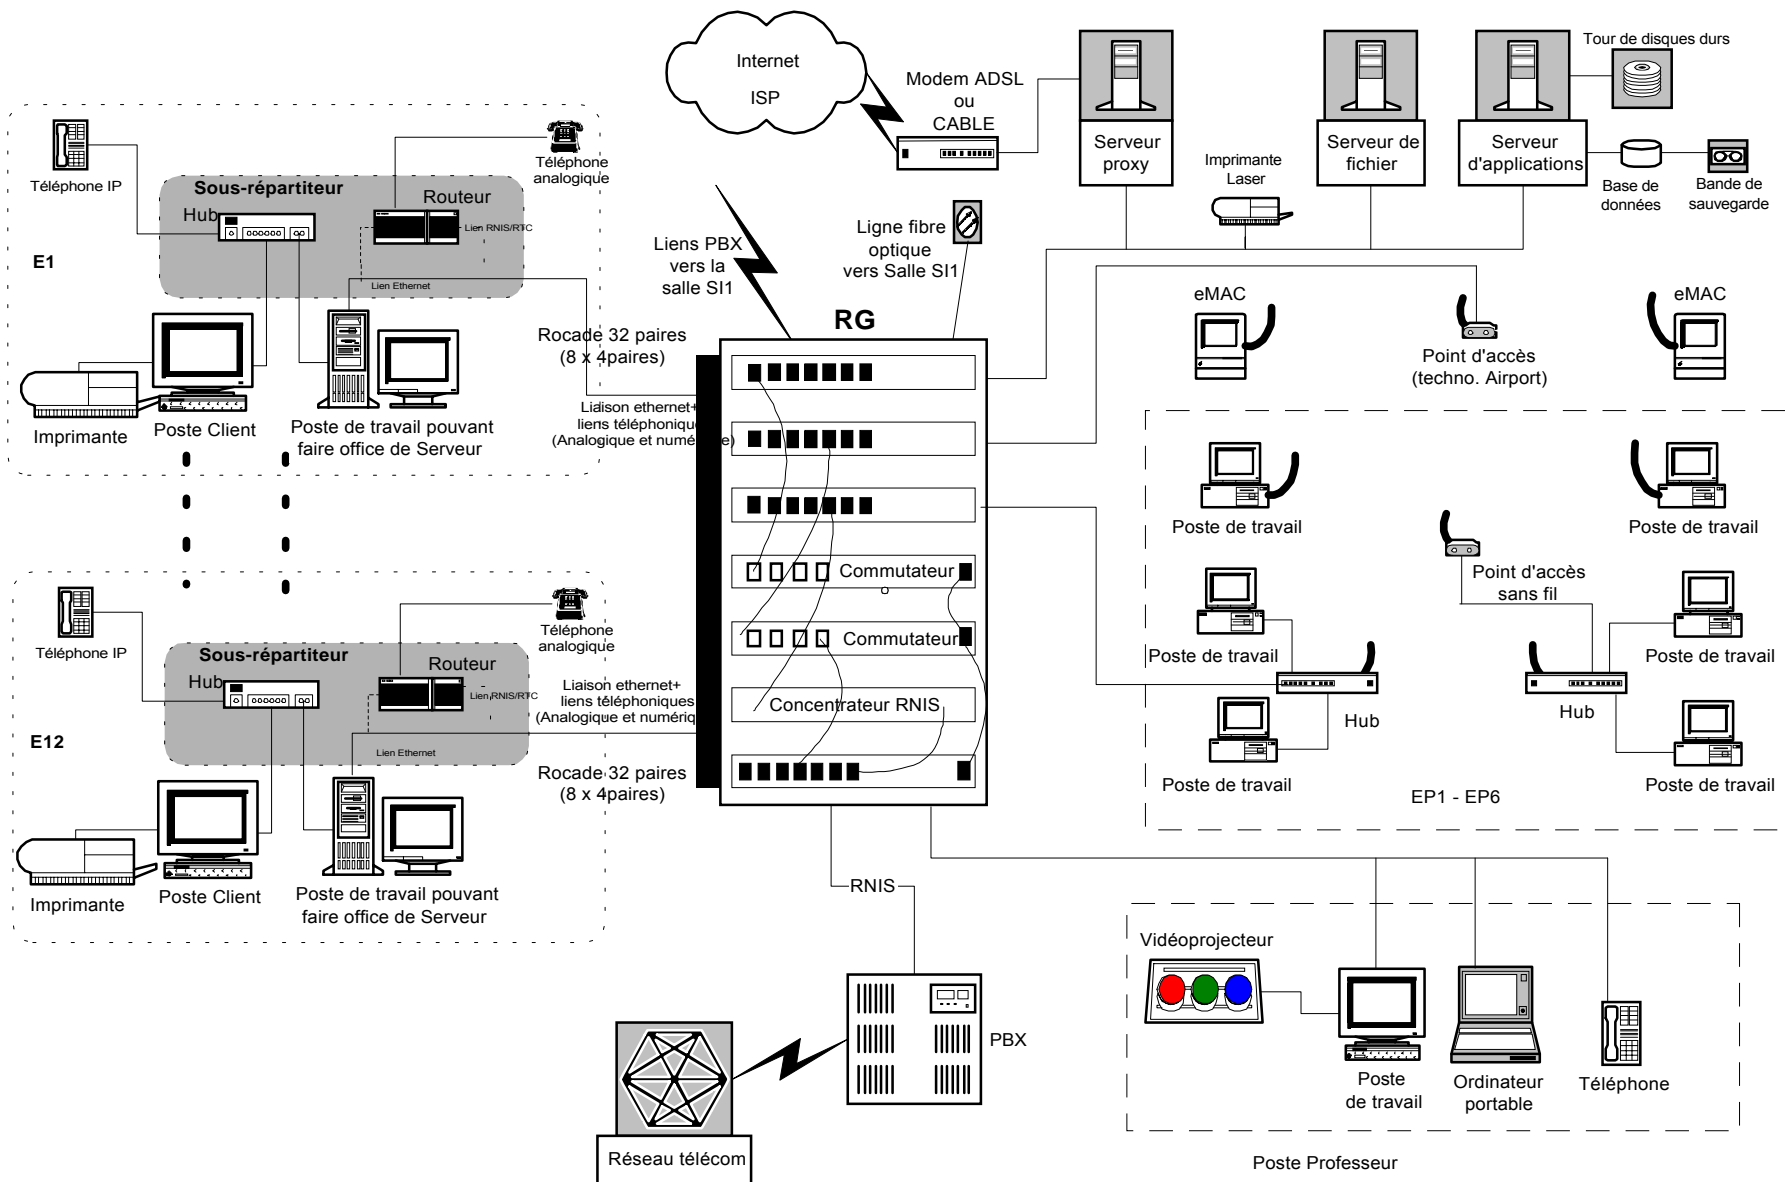 Internet
ISP
Modem ADSL
ou
CABLE
Serveur
proxy
Serveur de
fichier
Serveur
d'applications
Tour de disques durs
Imprimante
Laser
Base de
données
Bande de
sauvegarde
Téléphone IP
Sous-répartiteur
Hub
Routeur
Téléphone
analogique
Lien RNIS/RTC
Lien Ethernet
E1
Imprimante
Poste Client
Poste de travail pouvant
faire office de Serveur
Liens PBX
vers la
salle SI1
Ligne fibre
optique
vers Salle SI1
RG
Rocade 32 paires
(8 x 4paires)
Liaison ethernet+
liens téléphoniques
(Analogique et numérique)
eMAC
eMAC
Point d'accès
(techno. Airport)
Poste de travail
Poste de travail
Point d'accès
sans fil
Poste de travail
Poste de travail
Hub
Hub
Poste de travail
Poste de travail
EP1 - EP6
Commutateur
Commutateur
Concentrateur RNIS
Téléphone IP
Sous-répartiteur
Hub
Routeur
Téléphone
analogique
Lien RNIS/RTC
Lien Ethernet
E12
Liaison ethernet+
liens téléphoniques
(Analogique et numériq
Rocade 32 paires
(8 x 4paires)
Imprimante
Poste Client
Poste de travail pouvant
faire office de Serveur
RNIS
PBX
Réseau télécom
Vidéoprojecteur
Poste
de travail
Ordinateur
portable
Téléphone
Poste Professeur